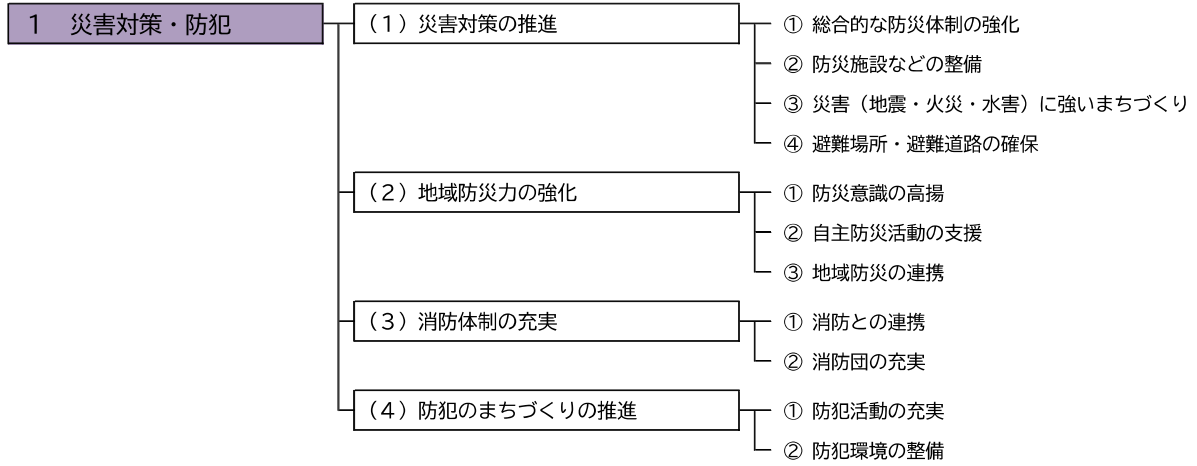 １　災害対策・防犯
（１）災害対策の推進
① 総合的な防災体制の強化
② 防災施設などの整備
③ 災害（地震・火災・水害）に強いまちづくり
④ 避難場所・避難道路の確保
（２）地域防災力の強化
① 防災意識の高揚
② 自主防災活動の支援
③ 地域防災の連携
（３）消防体制の充実
① 消防との連携
② 消防団の充実
（４）防犯のまちづくりの推進
① 防犯活動の充実
② 防犯環境の整備